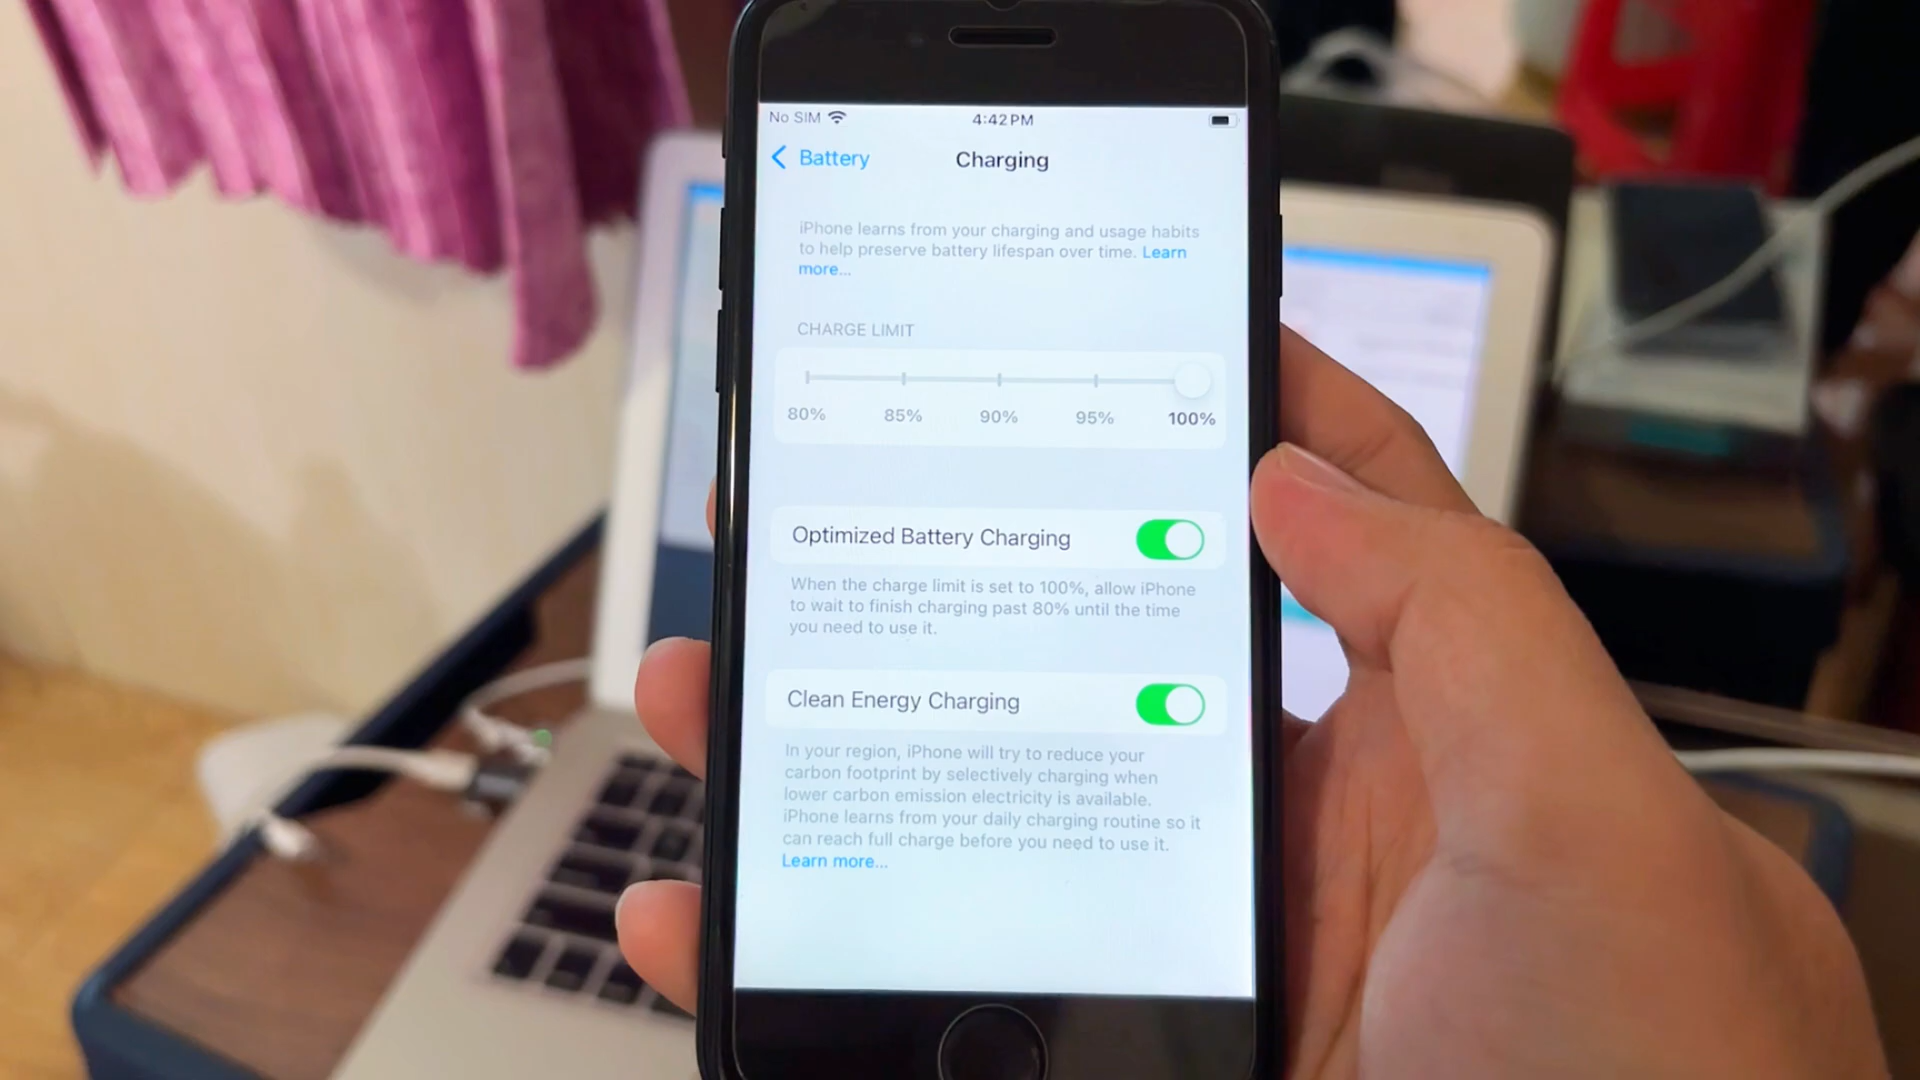 No SIM
4:42 PM
Battery
Charging
iPhone learns from your charging and usage habits
to help preserve battery lifespan over time. Learn
more...
CHARGE LIMIT
80% 85% 90% 95% 100%
Optimized Battery Charging
When the charge limit is set to 100%, allow iPhone
to wait to finish charging past 80% until the time
you need to use it.
Clean Energy Charging
In your region, iPhone will try to reduce your
carbon footprint by selectively charging when
lower carbon emission electricity is available.
iPhone learns from your daily charging routine so it
can reach full charge before you need to use it.
Learn more...